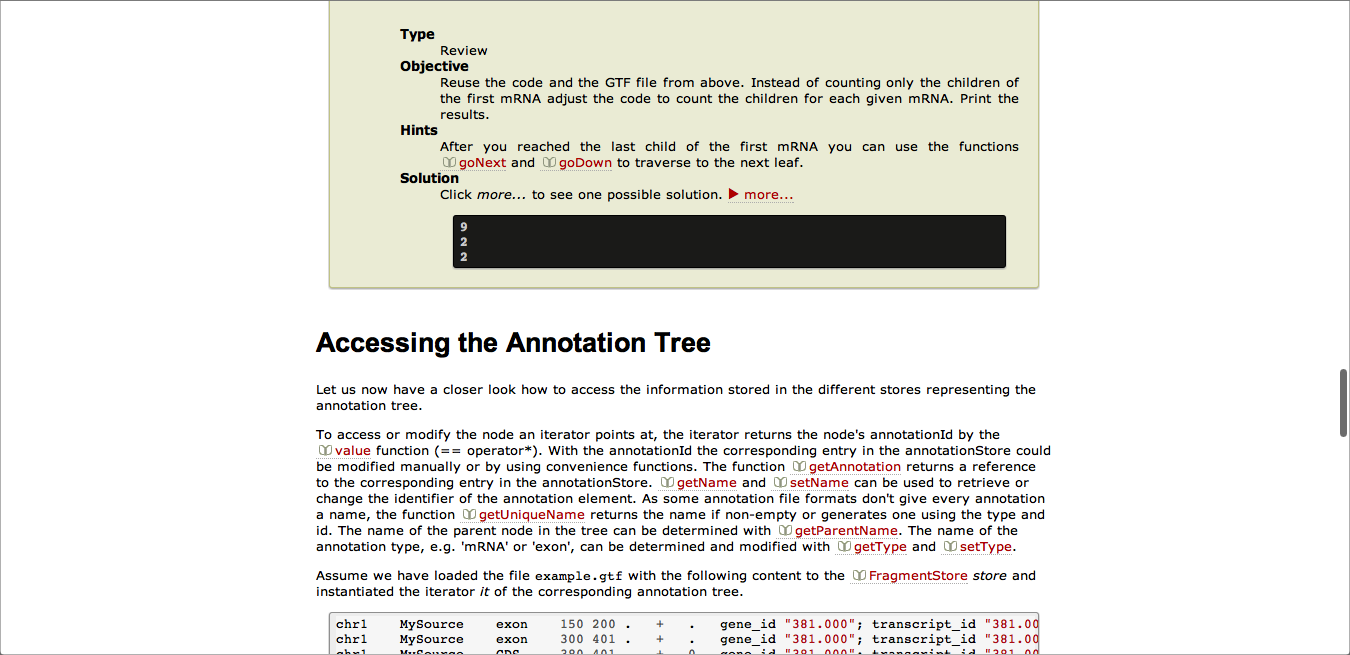 Type
Review
Objective
Reuse the code and the GTF file from above. Instead of counting only the children of
the first mRNA adjust the code to count the children for each given mRNA. Print the
results.
Hints
After you reached the last child of the first mRNA you can use the functions
goNext and goDown to traverse to the next leaf.
Solution
Click more... to see one possible solution. ▶ more...
9
2
2
Accessing the Annotation Tree
Let us now have a closer look how to access the information stored in the different stores representing the
annotation tree.
To access or modify the node an iterator points at, the iterator returns the node's annotationId by the
value function (== operator*). With the annotationId the corresponding entry in the annotationStore could
be modified manually or by using convenience functions. The function getAnnotation returns a reference
to the corresponding entry in the annotationStore. getName and setName can be used to retrieve or
change the identifier of the annotation element. As some annotation file formats don't give every annotation
a name, the function getUniqueName returns the name if non-empty or generates one using the type and
id. The name of the parent node in the tree can be determined with getParentName. The name of the
annotation type, e.g. 'mRNA' or 'exon', can be determined and modified with getType and setType.
Assume we have loaded the file example.gtf with the following content to the FragmentStore store and
instantiated the iterator it of the corresponding annotation tree.
chr1 MySource exon 150 200 . + . gene_id "381.000"; transcript_id "381.00
chr1 MySource exon 300 401 . + . gene_id "381.000"; transcript_id "381.00
chr1 MySource CDS 380 401 . + 0 gene_id "381.000"; transcript_id "381.00